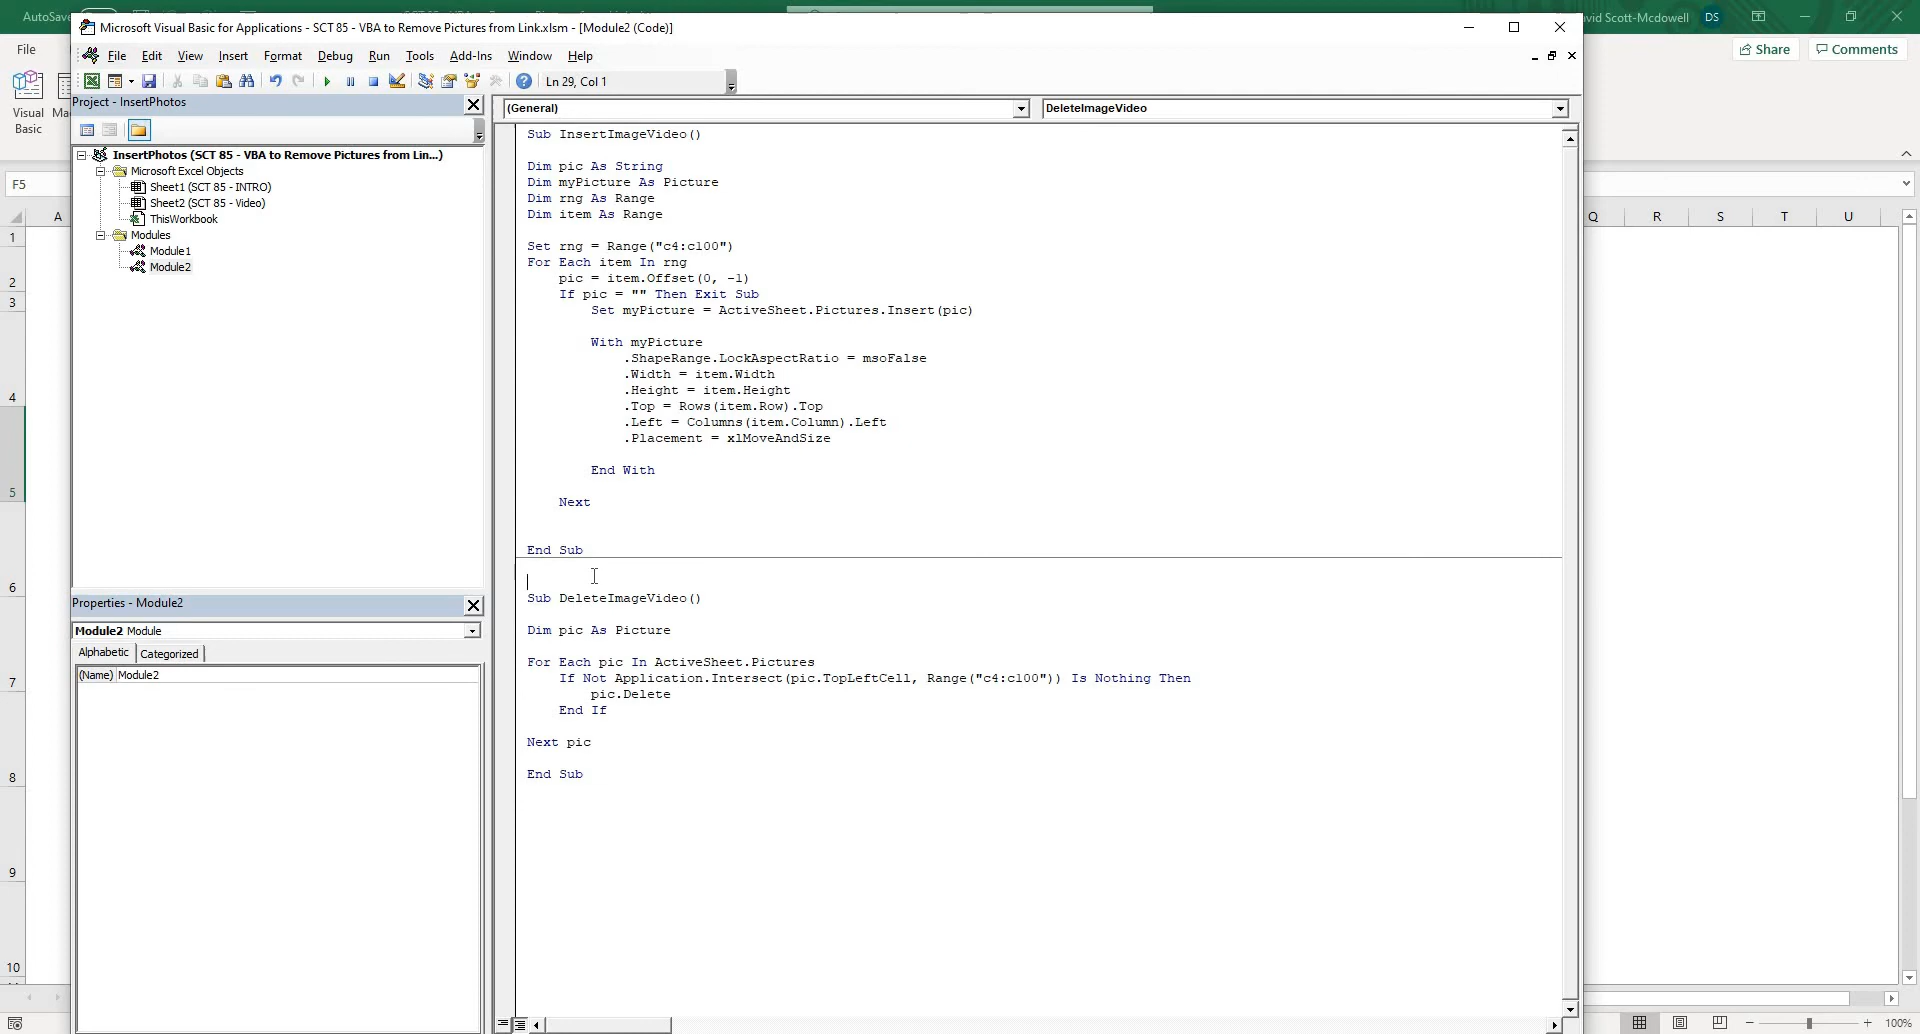 AutoSave
Microsoft Visual Basic for Applications - SCT 85 - VBA to Remove Pictures from Link.xlsm - [Module2 (Code)]
vid Scott-Mcdowell DS
File
File Edit View Insert Format Debug Run Tools Add-Ins Window Help
Share Comments
Ln 29, Col 1
Visual
Basic
Ma
Project - InsertPhotos
(General) DeleteImageVideo
InsertPhotos (SCT 85 - VBA to Remove Pictures from Lin...)
Microsoft Excel Objects
Sheet1 (SCT 85 - INTRO)
Sheet2 (SCT 85 - Video)
ThisWorkbook
Modules
Module1
Module2
F5
A Q R S T U
1
2
3
4
5
6
7
8
9
10
Sub InsertImageVideo()
Dim pic As String
Dim myPicture As Picture
Dim rng As Range
Dim item As Range
Set rng = Range("c4:c100")
For Each item In rng
pic = item.Offset(0, -1)
If pic = "" Then Exit Sub
Set myPicture = ActiveSheet.Pictures.Insert(pic)
With myPicture
.ShapeRange.LockAspectRatio = msoFalse
.Width = item.Width
.Height = item.Height
.Top = Rows(item.Row).Top
.Left = Columns(item.Column).Left
.Placement = xlMoveAndSize
End With
Next
End Sub
Sub DeleteImageVideo()
Dim pic As Picture
For Each pic In ActiveSheet.Pictures
If Not Application.Intersect(pic.TopLeftCell, Range("c4:c100")) Is Nothing Then
pic.Delete
End If
Next pic
End Sub
Properties - Module2
Module2 Module
Alphabetic Categorized
(Name) Module2
100%